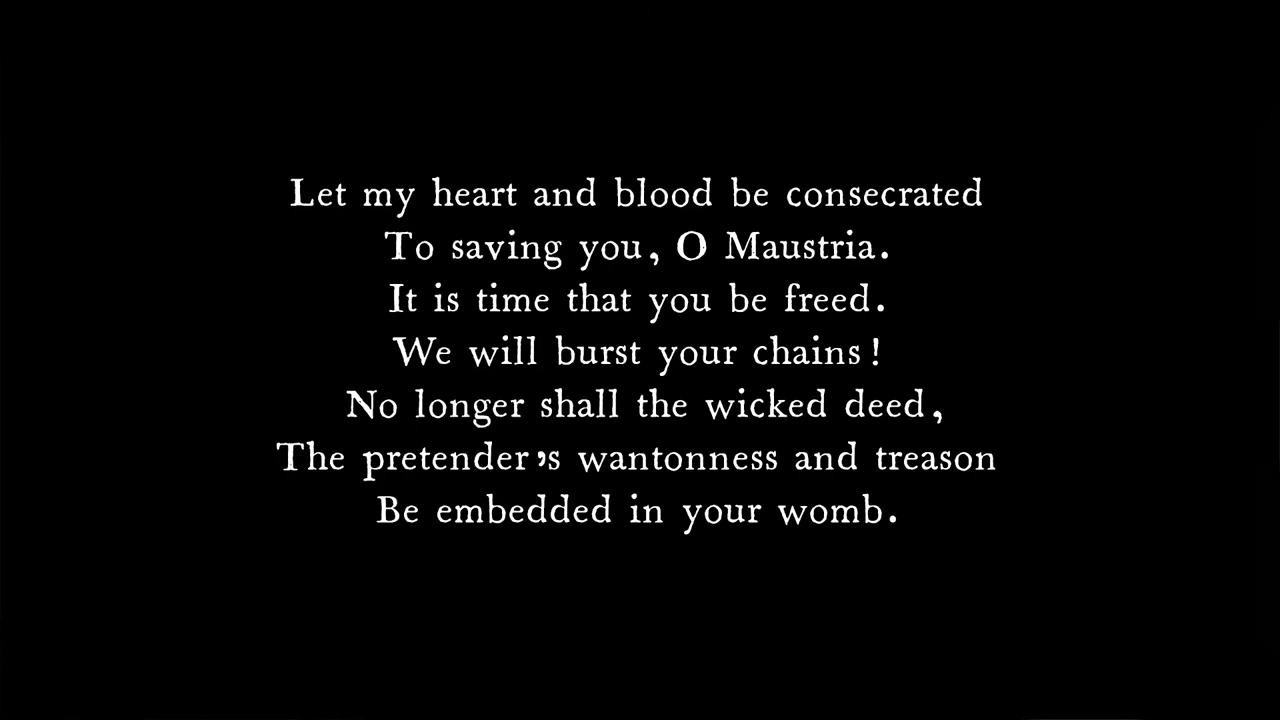 Let my heart and blood be consecrated
To saving you, O Maustria.
It is time that you be freed.
We will burst your chains!
No longer shall the wicked deed,
The pretender's wantonness and treason
Be embedded in your womb.